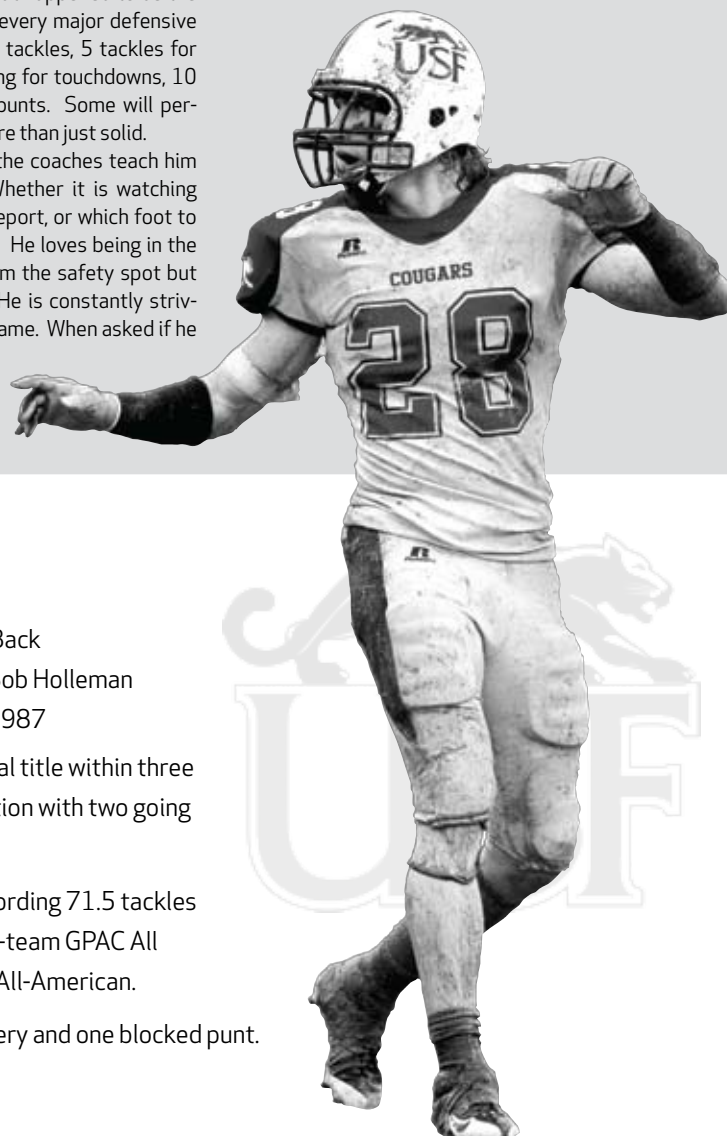 every major defensive
tackles, 5 tackles for
ng for touchdowns, 10
ounts. Some will per-
re than just solid.
the coaches teach him
Whether it is watching
eport, or which foot to
He loves being in the
m the safety spot but
He is constantly striv-
ame. When asked if he
USF
R
COUGARS
28
R
Back
ob Holleman
987
al title within three
tion with two going
ording 71.5 tackles
-team GPAC All
All-American.
ery and one blocked punt.
USF